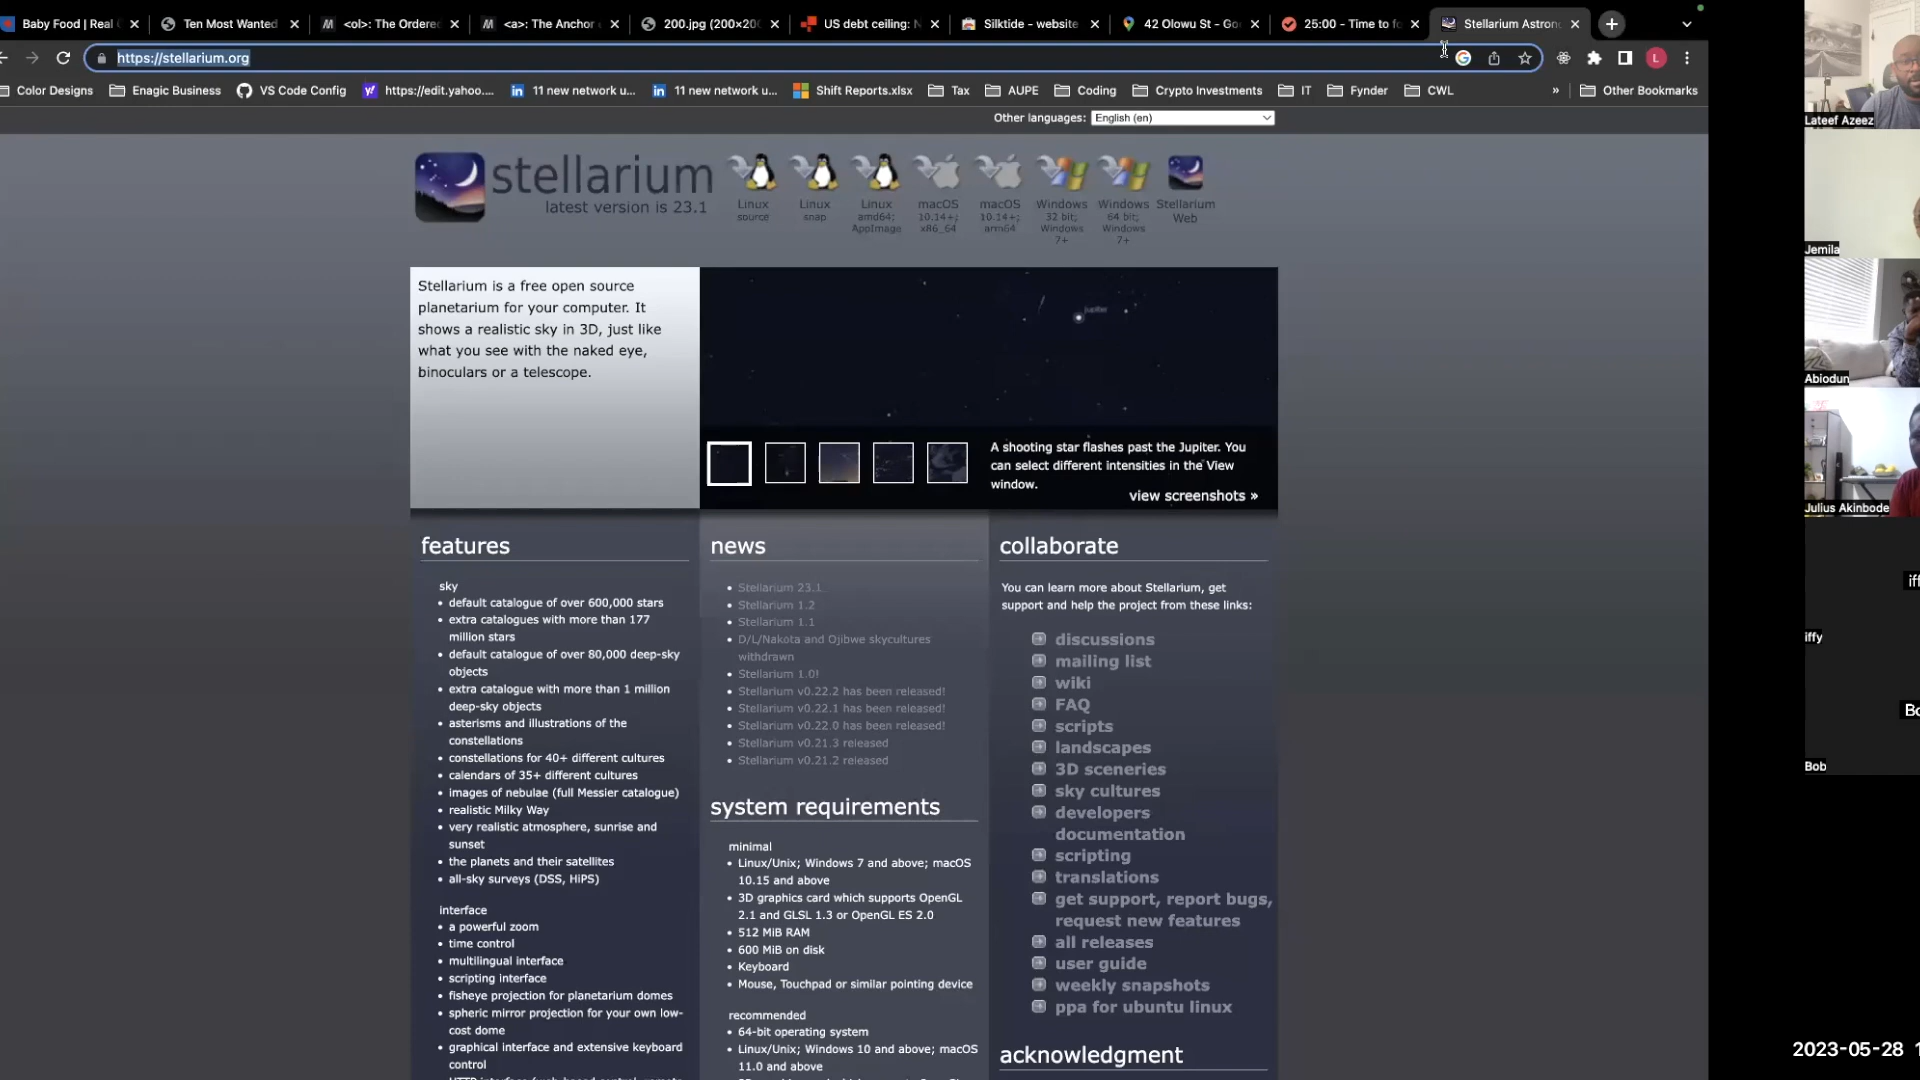 Baby Food | Real
Ten Most Wanted
<ol>: The Ordere
<a>: The Anchor
200.jpg (200×20
US debt ceiling:
Silktide - website
42 Olowu St - Go
25:00 - Time to fo
Stellarium Astron
https://stellarium.org
L
Color Designs
Enagic Business
VS Code Config
https://edit.yahoo....
11 new network u...
11 new network u...
Shift Reports.xlsx
Tax
AUPE
Coding
Crypto Investments
IT
Fynder
CWL
»
Other Bookmarks
Other languages: English (en)
stellarium
latest version is 23.1
Linux
source
Linux
snap
Linux
amd64;
AppImage
macOS
10.14+;
x86_64
macOS
10.14+;
arm64
Windows
32 bit;
Windows
7+
Windows
64 bit;
Windows
7+
Stellarium
Web
Stellarium is a free open source
planetarium for your computer. It
shows a realistic sky in 3D, just like
what you see with the naked eye,
binoculars or a telescope.
Jupiter
A shooting star flashes past the Jupiter. You
can select different intensities in the View
window.
view screenshots »
features
sky
• default catalogue of over 600,000 stars
• extra catalogues with more than 177
million stars
• default catalogue of over 80,000 deep-sky
objects
• extra catalogue with more than 1 million
deep-sky objects
• asterisms and illustrations of the
constellations
• constellations for 40+ different cultures
• calendars of 35+ different cultures
• images of nebulae (full Messier catalogue)
• realistic Milky Way
• very realistic atmosphere, sunrise and
sunset
• the planets and their satellites
• all-sky surveys (DSS, HiPS)
interface
• a powerful zoom
• time control
• multilingual interface
• scripting interface
• fisheye projection for planetarium domes
• spheric mirror projection for your own low-
cost dome
• graphical interface and extensive keyboard
control
news
• Stellarium 23.1
• Stellarium 1.2
• Stellarium 1.1
• D/L/Nakota and Ojibwe skycultures
withdrawn
• Stellarium 1.0!
• Stellarium v0.22.2 has been released!
• Stellarium v0.22.1 has been released!
• Stellarium v0.22.0 has been released!
• Stellarium v0.21.3 released
• Stellarium v0.21.2 released
system requirements
minimal
• Linux/Unix; Windows 7 and above; macOS
10.15 and above
• 3D graphics card which supports OpenGL
2.1 and GLSL 1.3 or OpenGL ES 2.0
• 512 MiB RAM
• 600 MiB on disk
• Keyboard
• Mouse, Touchpad or similar pointing device
recommended
• 64-bit operating system
• Linux/Unix; Windows 10 and above; macOS
11.0 and above
collaborate
You can learn more about Stellarium, get
support and help the project from these links:
discussions
mailing list
wiki
FAQ
scripts
landscapes
3D sceneries
sky cultures
developers
documentation
scripting
translations
get support, report bugs,
request new features
all releases
user guide
weekly snapshots
ppa for ubuntu linux
acknowledgment
Lateef Azeez
Jemila
Abiodun
Julius Akinbode
iff
iffy
Bo
Bob
2023-05-28 1